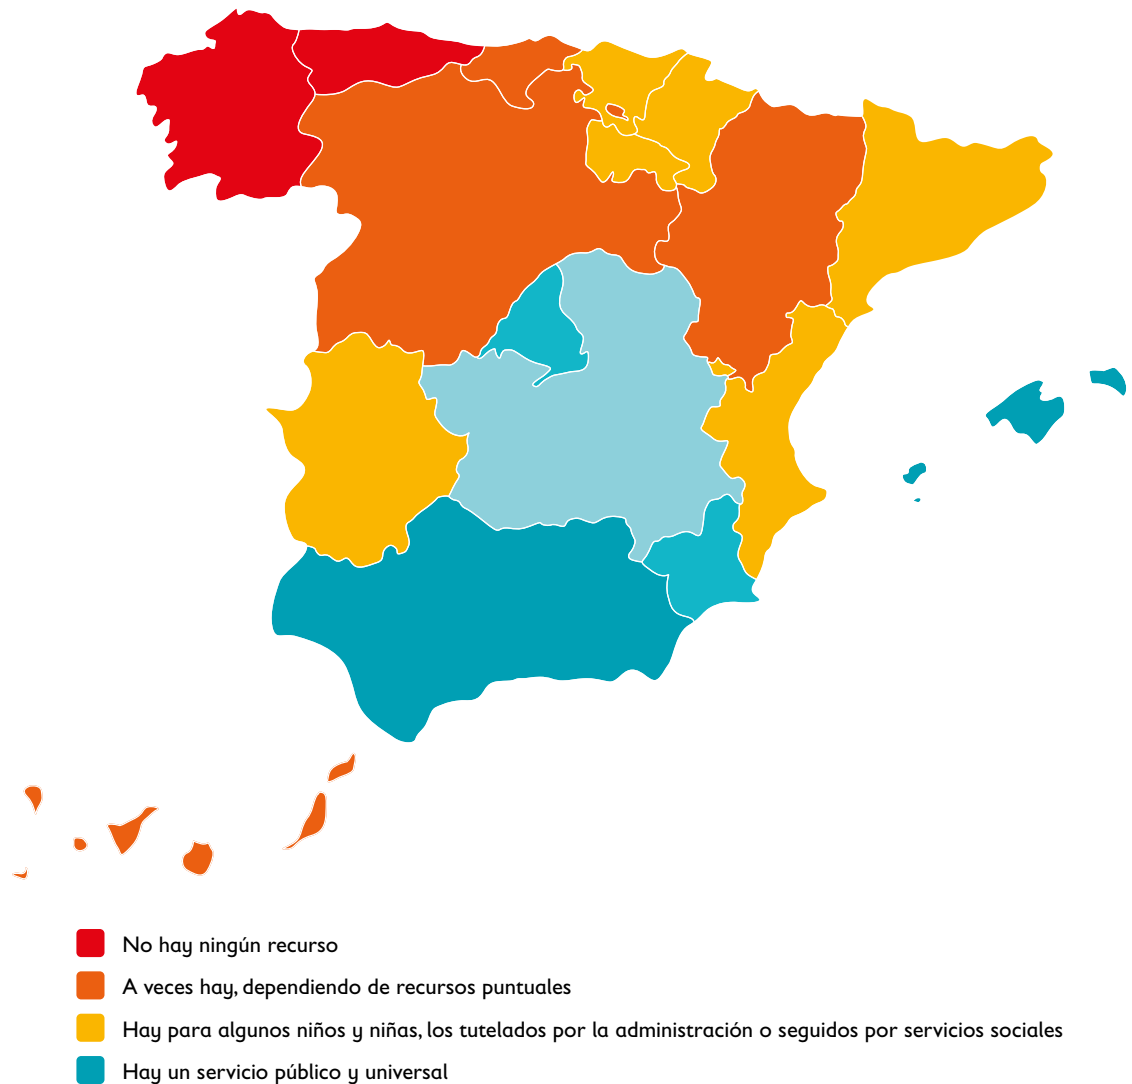 No hay ningún recurso
A veces hay, dependiendo de recursos puntuales
Hay para algunos niños y niñas, los tutelados por la administración o seguidos por servicios sociales
Hay un servicio público y universal